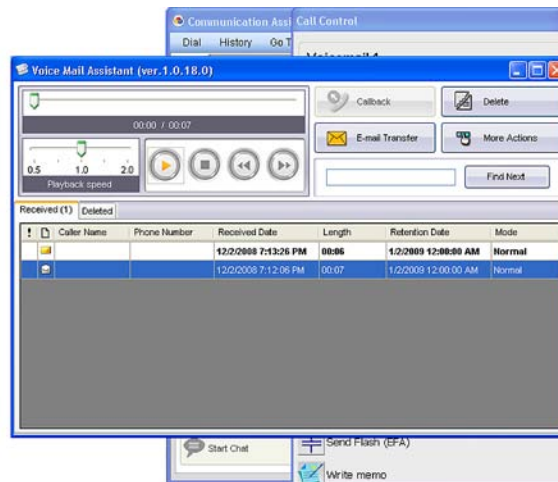 Communication Assi
Call Control
Dial History Go T
Voice Mail Assistant (ver.1.0.18.0)
00:00 / 00:07
Callback
Delete
E-mail Transfer
More Actions
0.5 1.0 2.0
Playback speed
Find Next
Received (1) Deleted
! Caller Name Phone Number Received Date Length Retention Date Mode
12/2/2008 7:13:26 PM 00:06 1/2/2009 12:00:00 AM Normal
12/2/2008 7:12:06 PM 00:07 1/2/2009 12:00:00 AM Normal
Start Chat
Send Flash (EFA)
Write memo